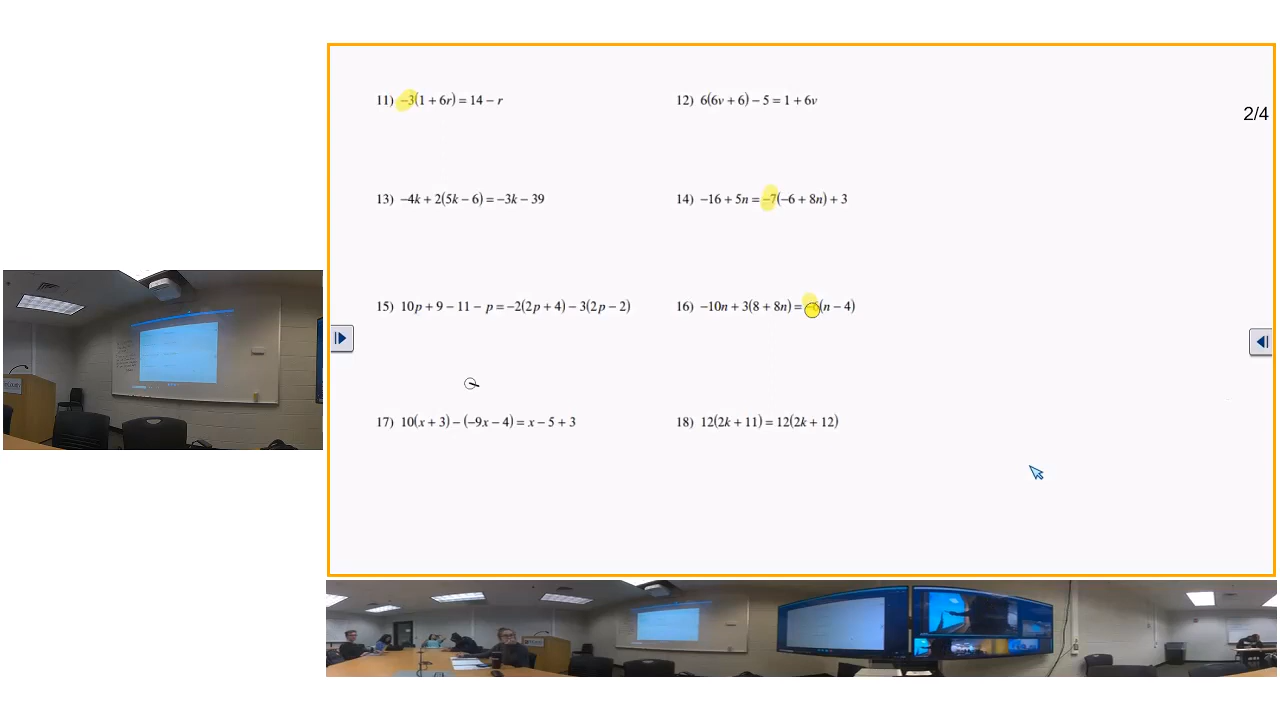 11) −3(1 + 6r) = 14 − r
12) 6(6v + 6) − 5 = 1 + 6v
2/4
13) −4k + 2(5k − 6) = −3k − 39
14) −16 + 5n = −7(−6 + 8n) + 3
15) 10p + 9 − 11 − p = −2(2p + 4) − 3(2p − 2)
16) −10n + 3(8 + 8n) = −6(n − 4)
17) 10(x + 3) − (−9x − 4) = x − 5 + 3
18) 12(2k + 11) = 12(2k + 12)